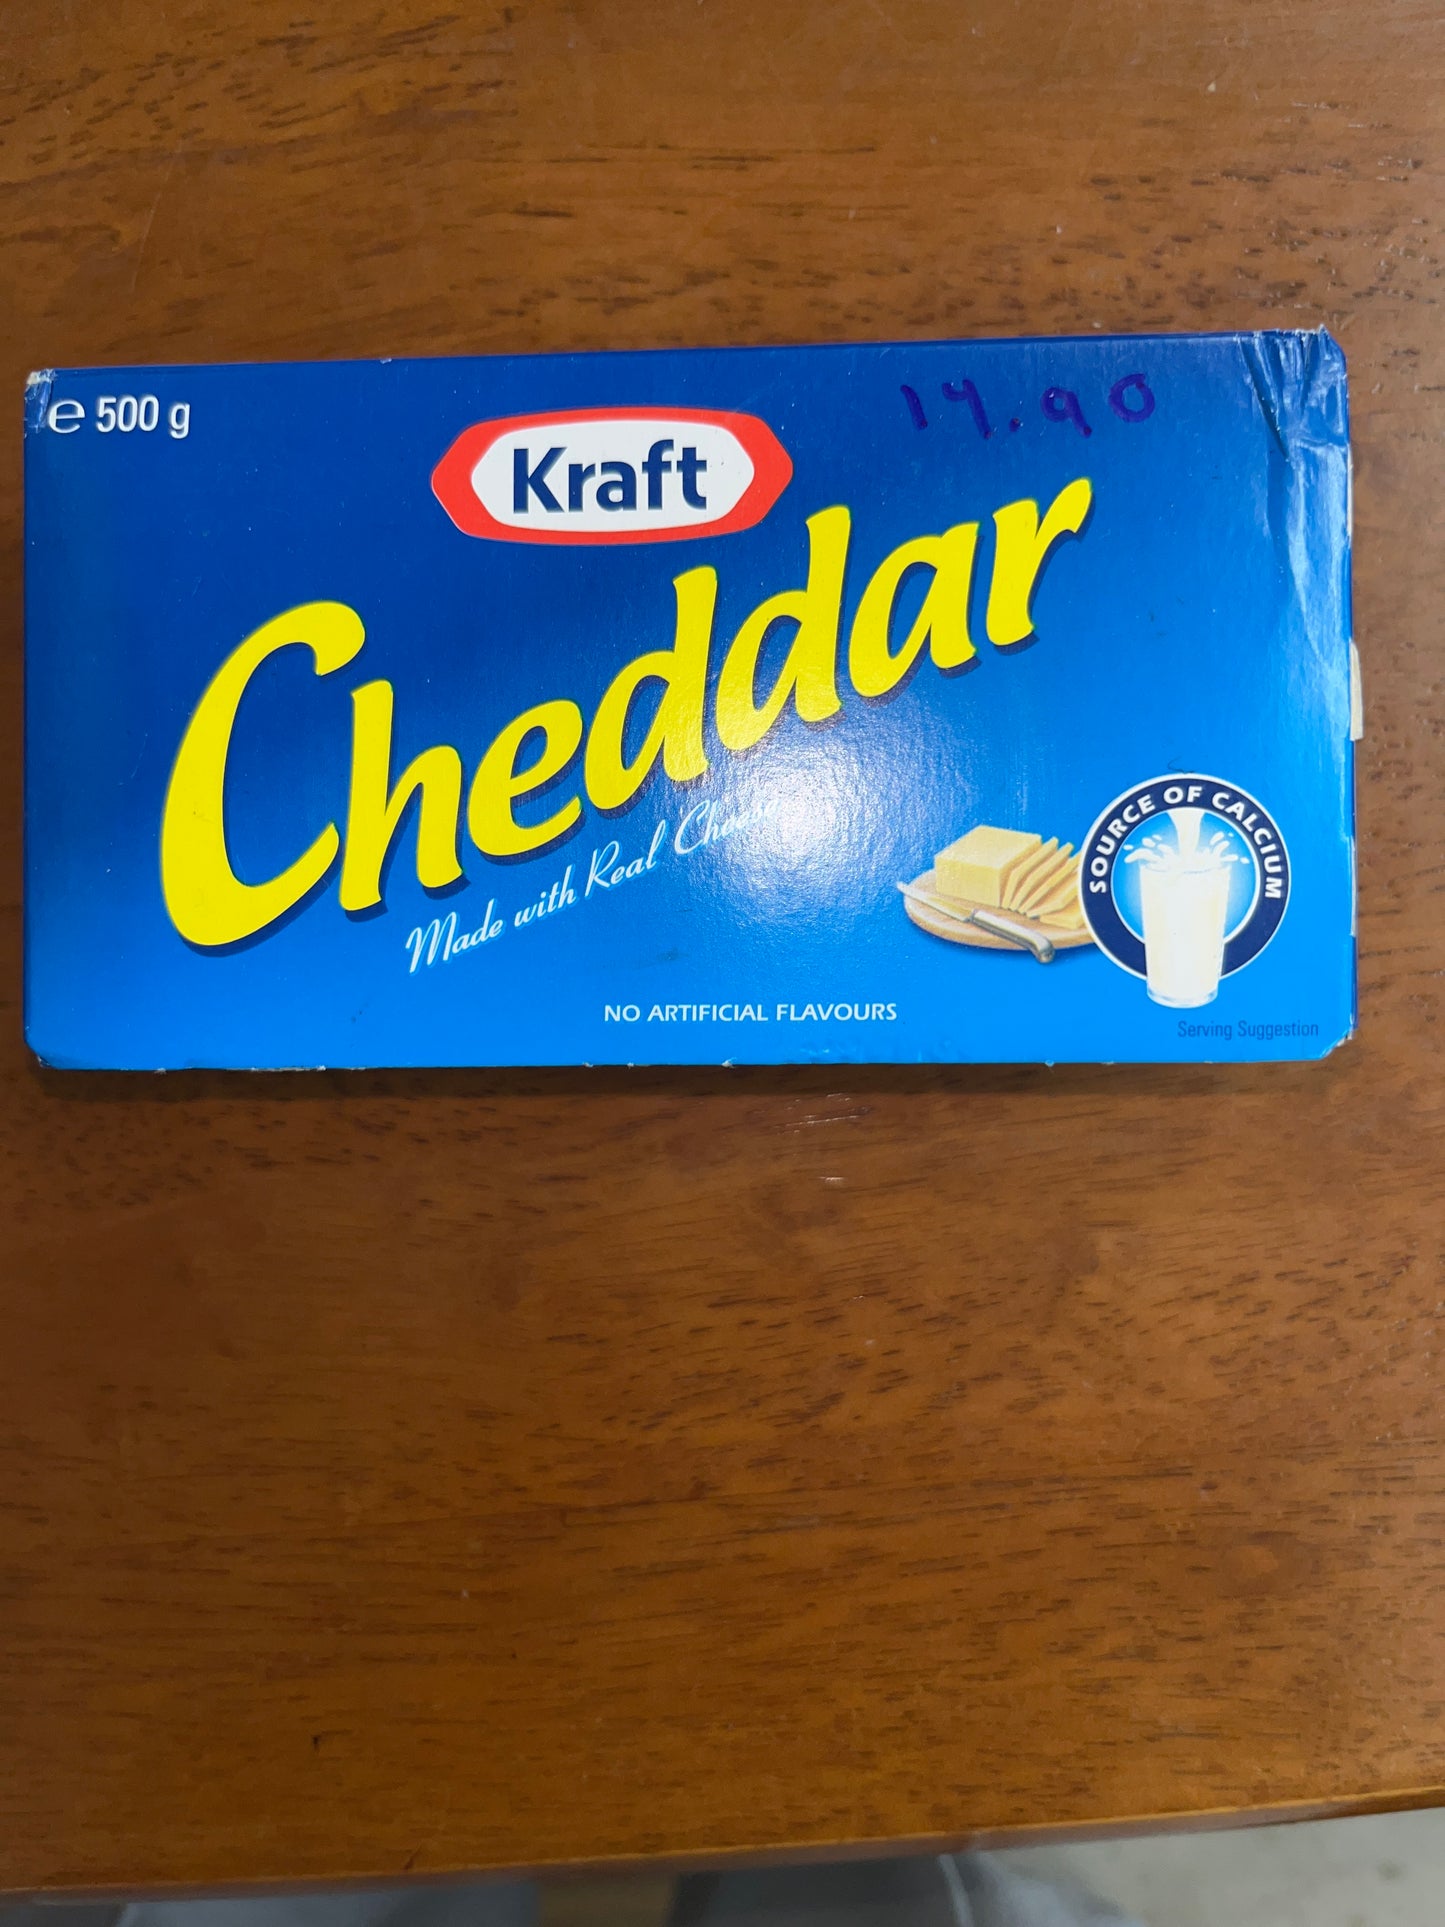 ℮ 500 g
Kraft
14.90
Cheddar
Made with Real Cheese
SOURCE OF CALCIUM
NO ARTIFICIAL FLAVOURS
Serving Suggestion